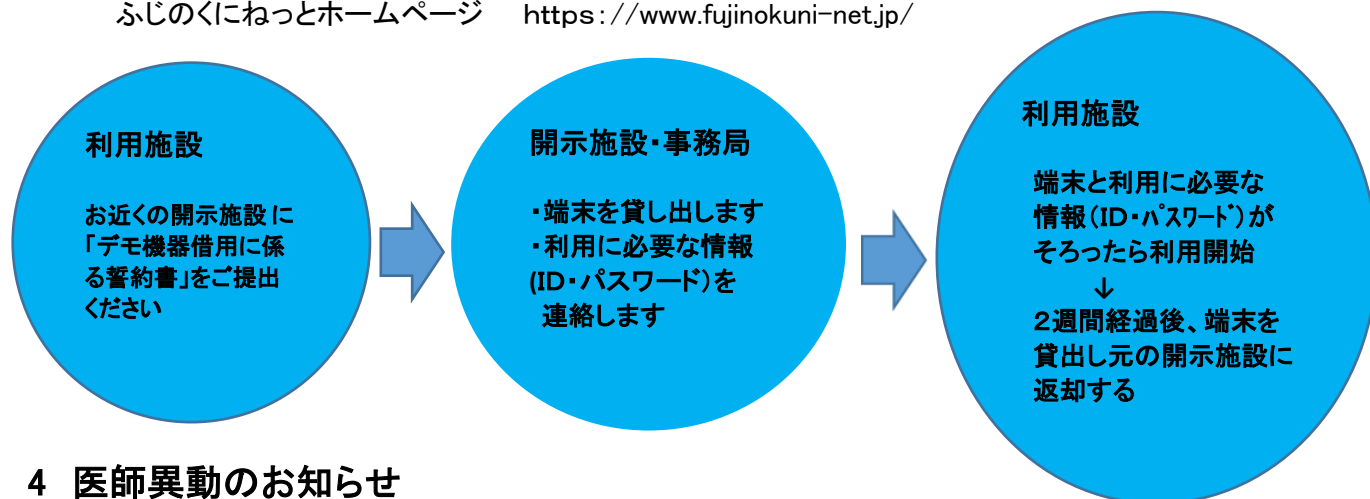 ふじのくにねっとホームページ　https://www.fujinokuni-net.jp/
利用施設
お近くの開示施設に
「デモ機器借用に係
る誓約書」をご提出
ください
開示施設・事務局
・端末を貸し出します
・利用に必要な情報
(ID・パスワード)を
連絡します
利用施設
端末と利用に必要な
情報(ID・ﾊﾟｽﾜｰﾄﾞ)が
そろったら利用開始
↓
２週間経過後、端末を
貸出し元の開示施設に
返却する
4 医師異動のお知らせ